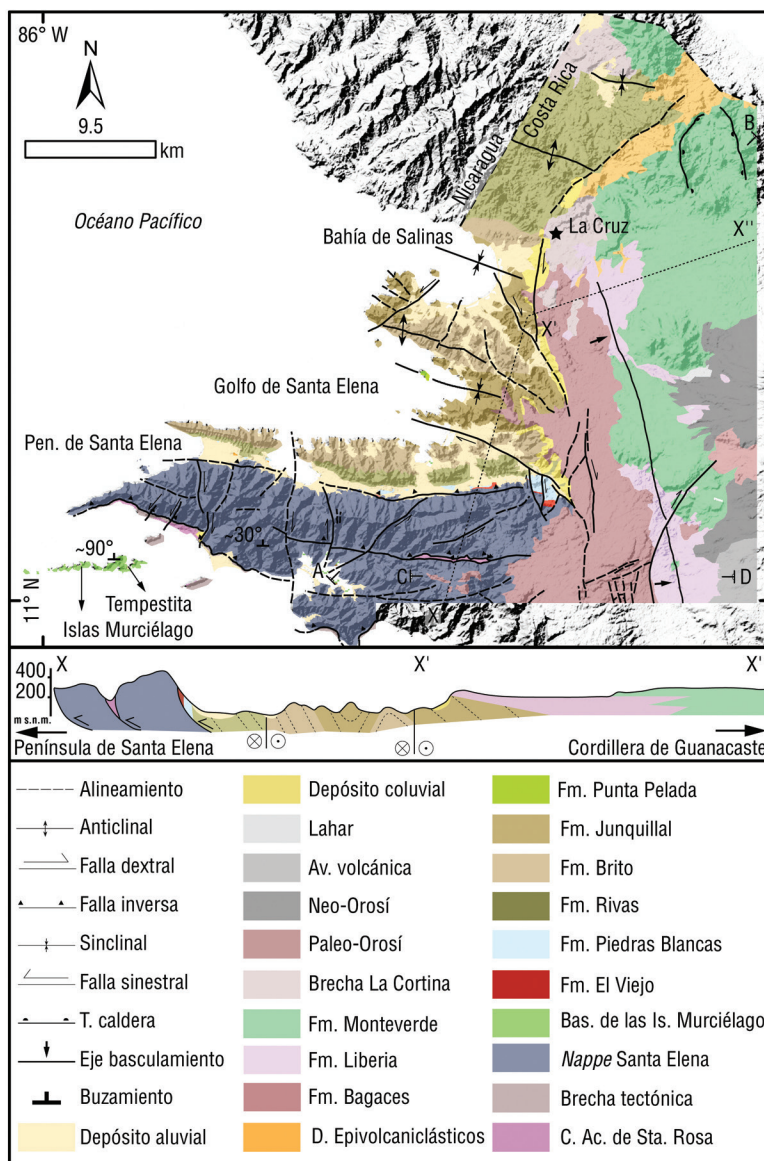 86° W
N
9.5
km
Nicaragua
Costa Rica
B
Océano Pacífico
La Cruz
X''
Bahía de Salinas
X'
Golfo de Santa Elena
Pen. de Santa Elena
~30°
~90°
A
C
D
Tempestita
X
11° N
Islas Murciélago
400
200
m s.n.m.
X
X'
X'
Península de Santa Elena
Cordillera de Guanacaste
Alineamiento
Anticlinal
Falla dextral
Falla inversa
Sinclinal
Falla sinestral
T. caldera
Eje basculamiento
Buzamiento
Depósito aluvial
Depósito coluvial
Lahar
Av. volcánica
Neo-Orosí
Paleo-Orosí
Brecha La Cortina
Fm. Monteverde
Fm. Liberia
Fm. Bagaces
D. Epivolcaniclásticos
Fm. Punta Pelada
Fm. Junquillal
Fm. Brito
Fm. Rivas
Fm. Piedras Blancas
Fm. El Viejo
Bas. de las Is. Murciélago
Nappe Santa Elena
Brecha tectónica
C. Ac. de Sta. Rosa